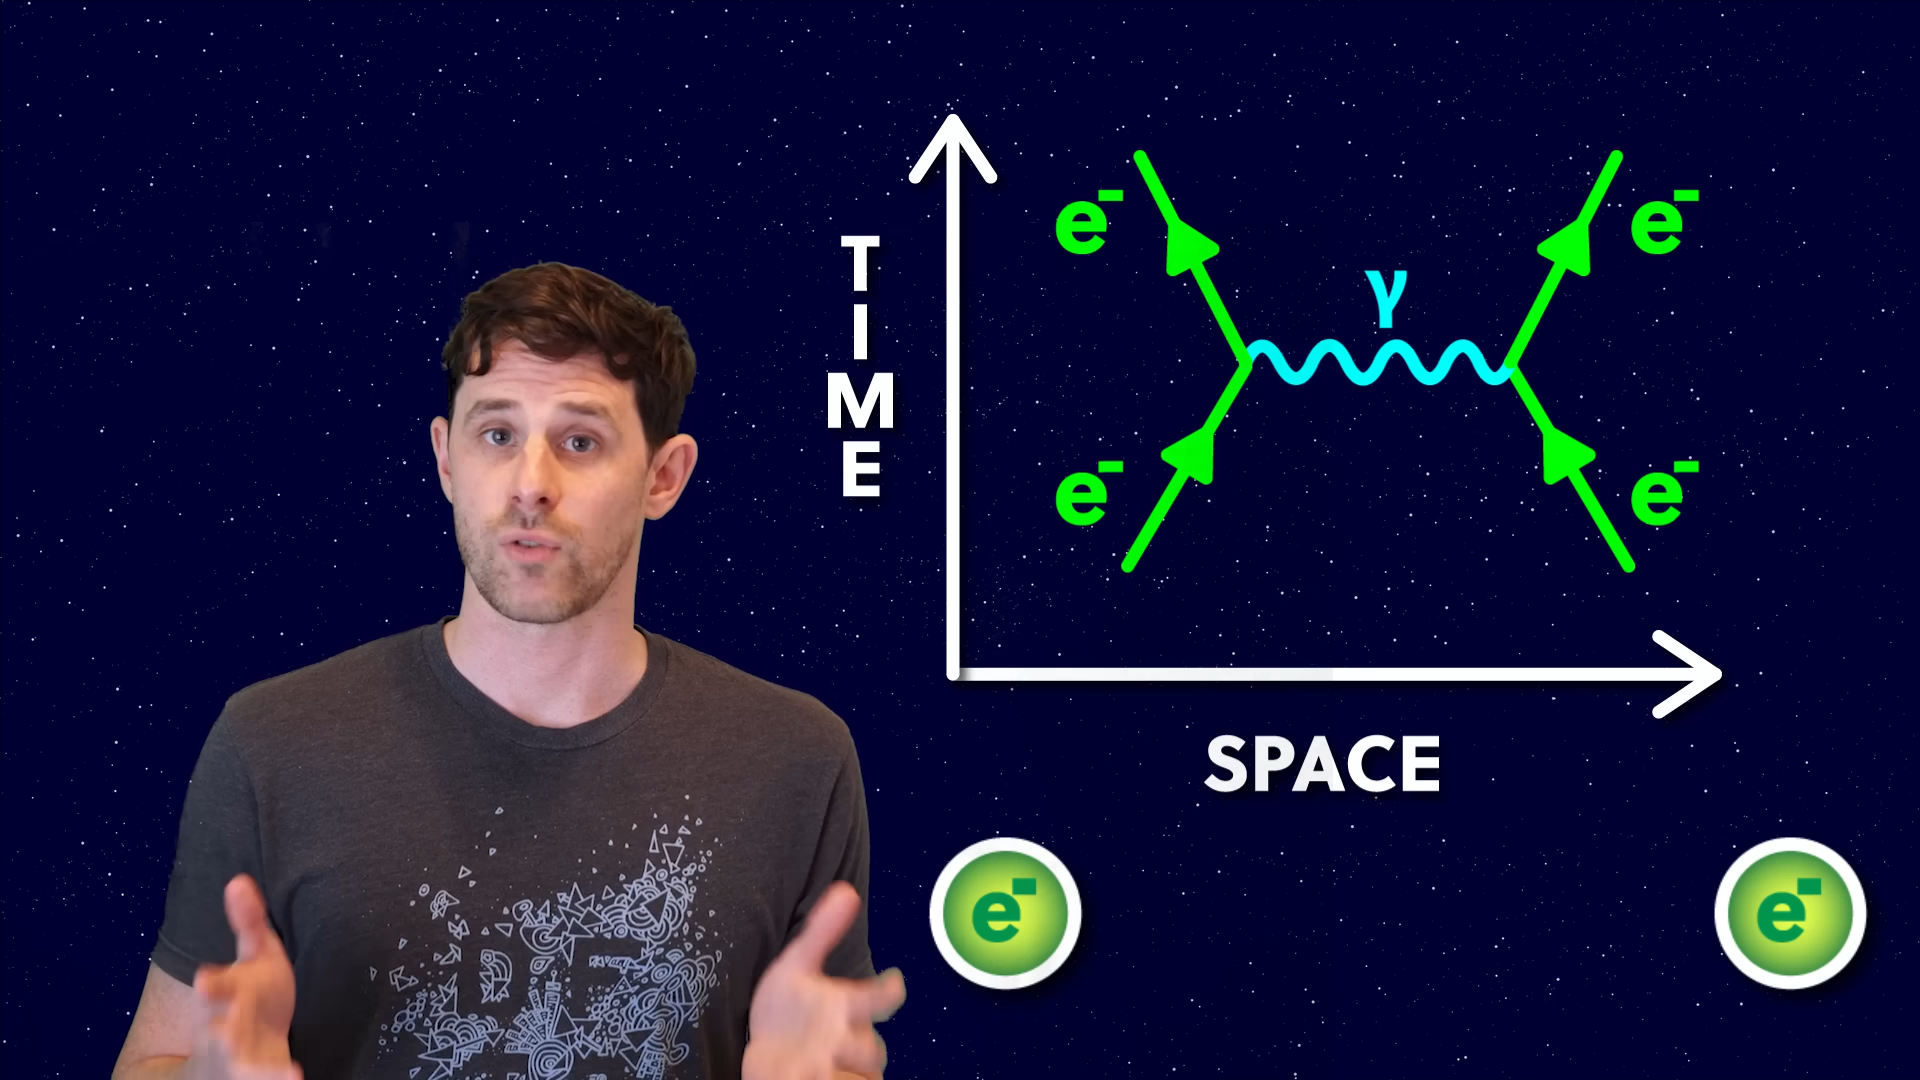 TIME
e⁻ e⁻
γ
e⁻ e⁻
SPACE
e⁻ e⁻